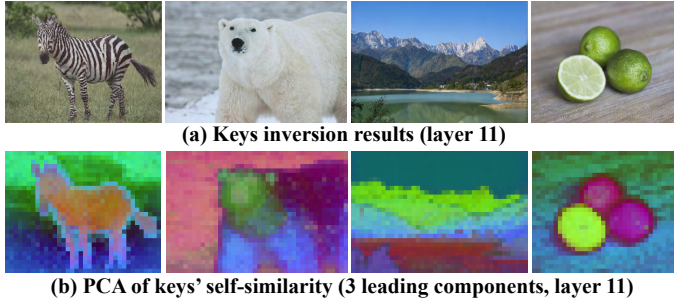 (a) Keys inversion results (layer 11)
(b) PCA of keys' self-similarity (3 leading components, layer 11)